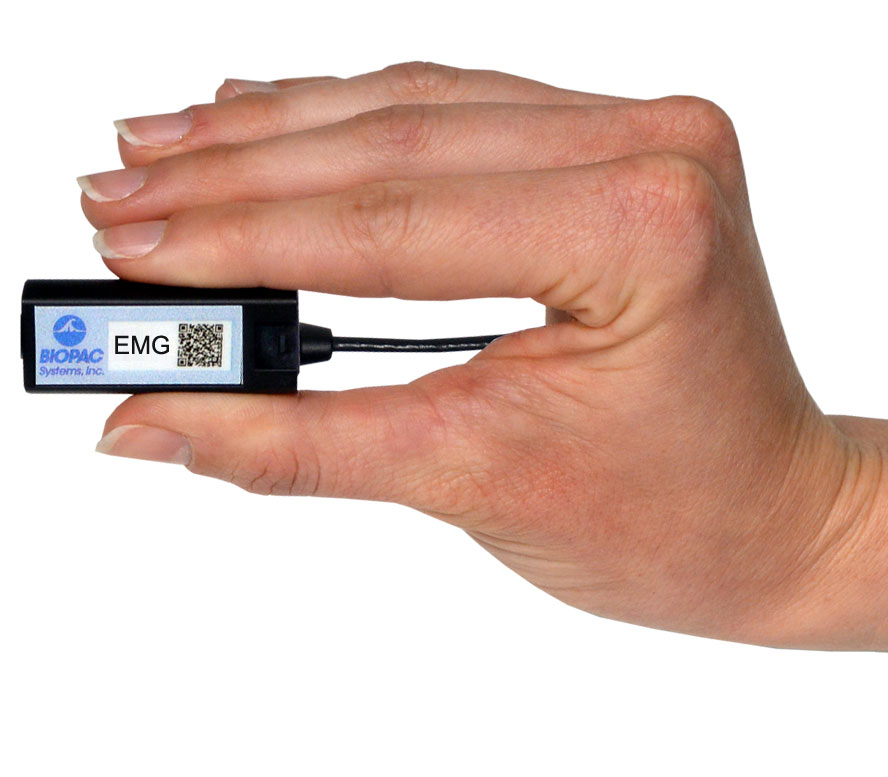 BIOPAC
Systems, Inc.
EMG